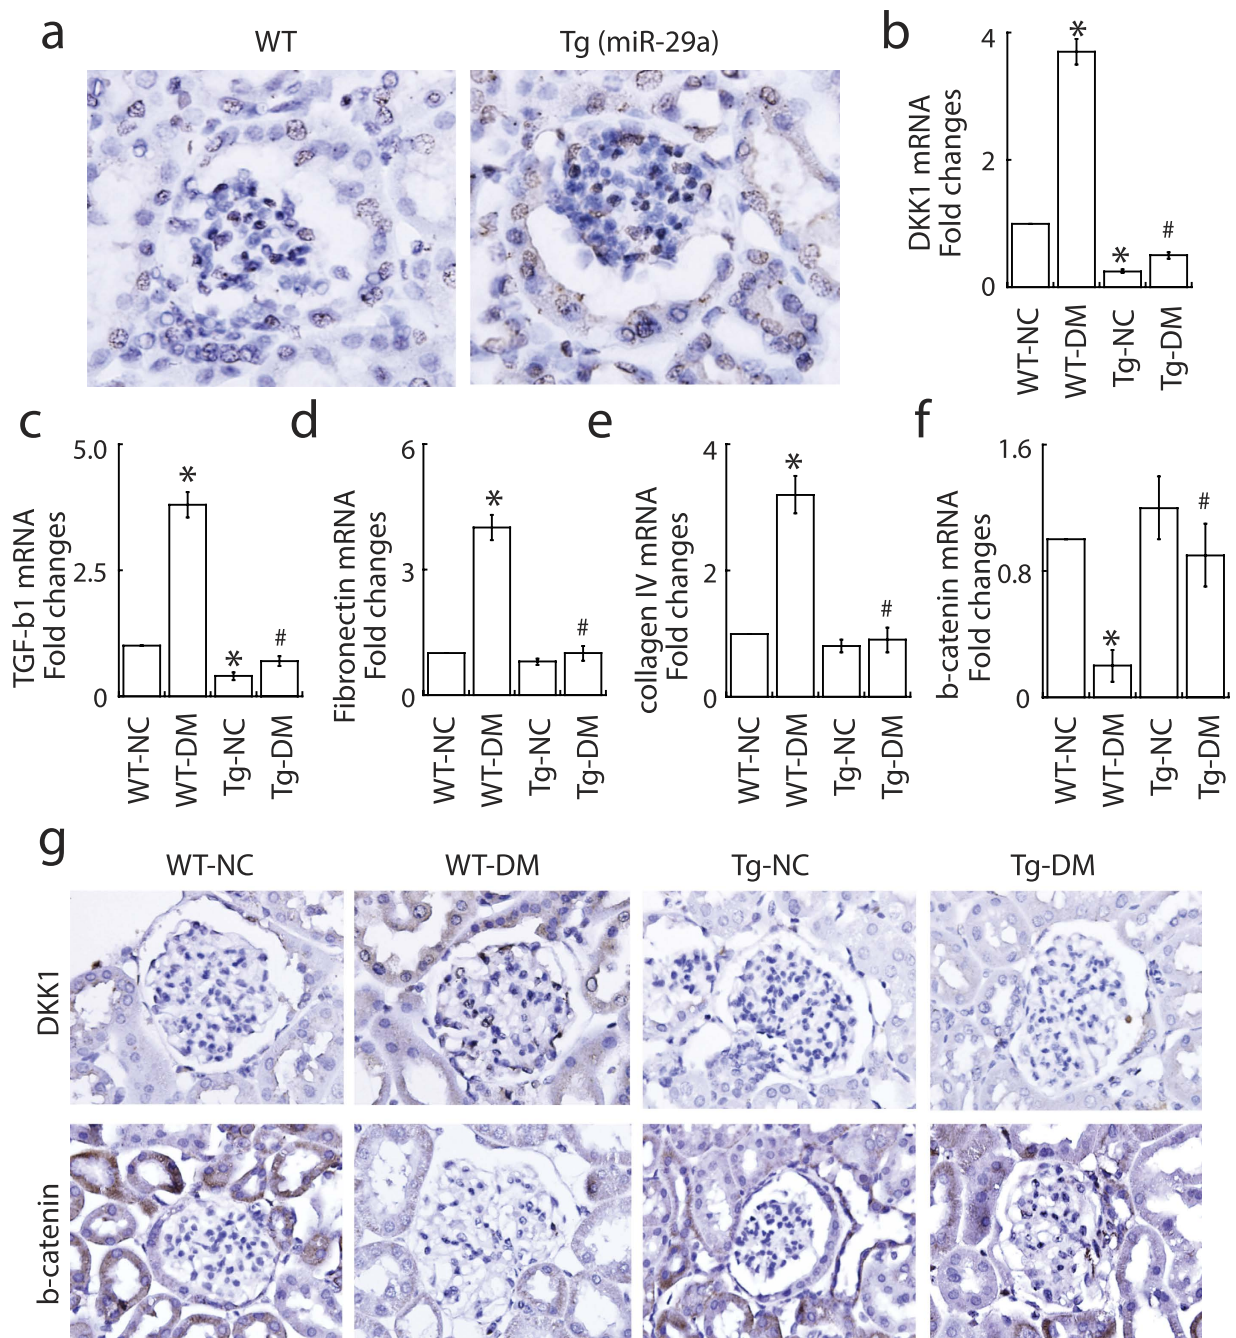 a
WT
Tg (miR-29a)
b
DKK1 mRNA
Fold changes
4
2
0
*
*
#
WT-NC
WT-DM
Tg-NC
Tg-DM
c
TGF-b1 mRNA
Fold changes
5.0
2.5
0
*
*
#
WT-NC
WT-DM
Tg-NC
Tg-DM
d
Fibronectin mRNA
Fold changes
6
3
0
*
#
WT-NC
WT-DM
Tg-NC
Tg-DM
e
collagen IV mRNA
Fold changes
4
2
0
*
#
WT-NC
WT-DM
Tg-NC
Tg-DM
f
b-catenin mRNA
Fold changes
1.6
0.8
0
*
#
WT-NC
WT-DM
Tg-NC
Tg-DM
g
WT-NC
WT-DM
Tg-NC
Tg-DM
DKK1
b-catenin